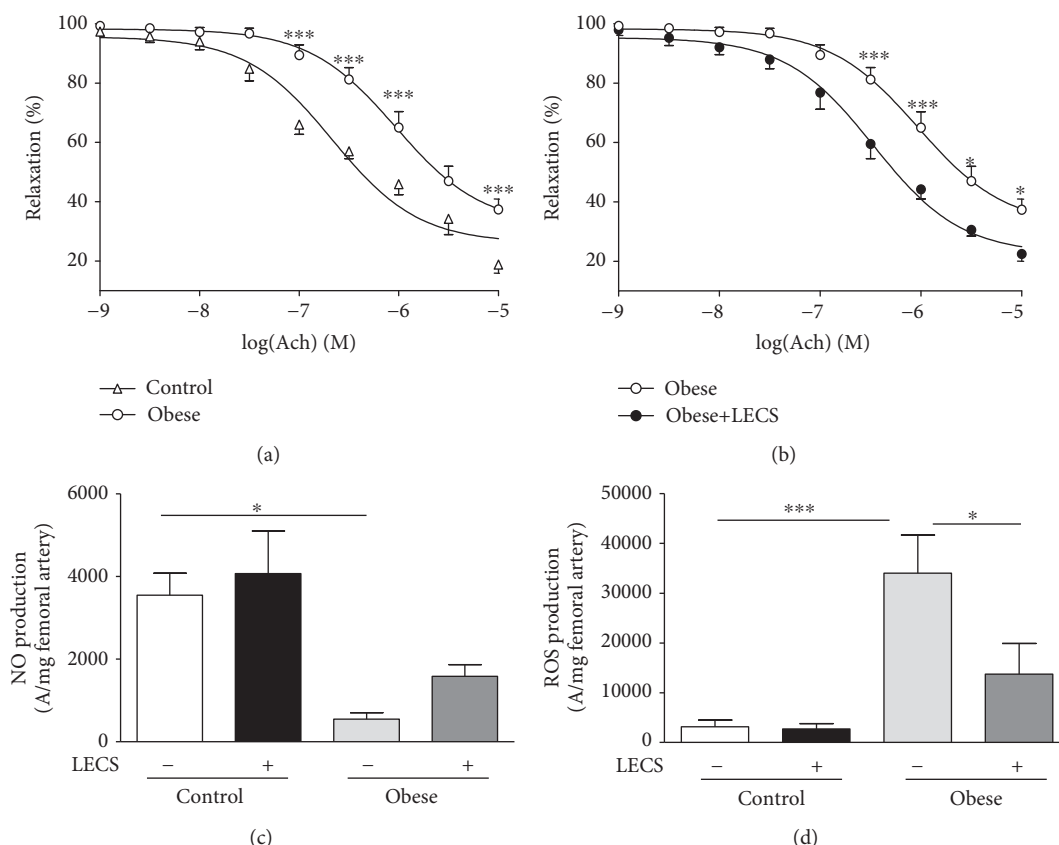 100
80
60
40
20
Relaxation (%)
***
***
***
***
−9
−8
−7
−6
−5
log(Ach) (M)
Control
Obese
(a)
100
80
60
40
20
Relaxation (%)
***
***
*
*
−9
−8
−7
−6
−5
log(Ach) (M)
Obese
Obese+LECS
(b)
6000
4000
2000
0
NO production
(A/mg femoral artery)
*
LECS − + − +
Control Obese
(c)
50000
40000
30000
20000
10000
0
ROS production
(A/mg femoral artery)
***
*
LECS − + − +
Control Obese
(d)